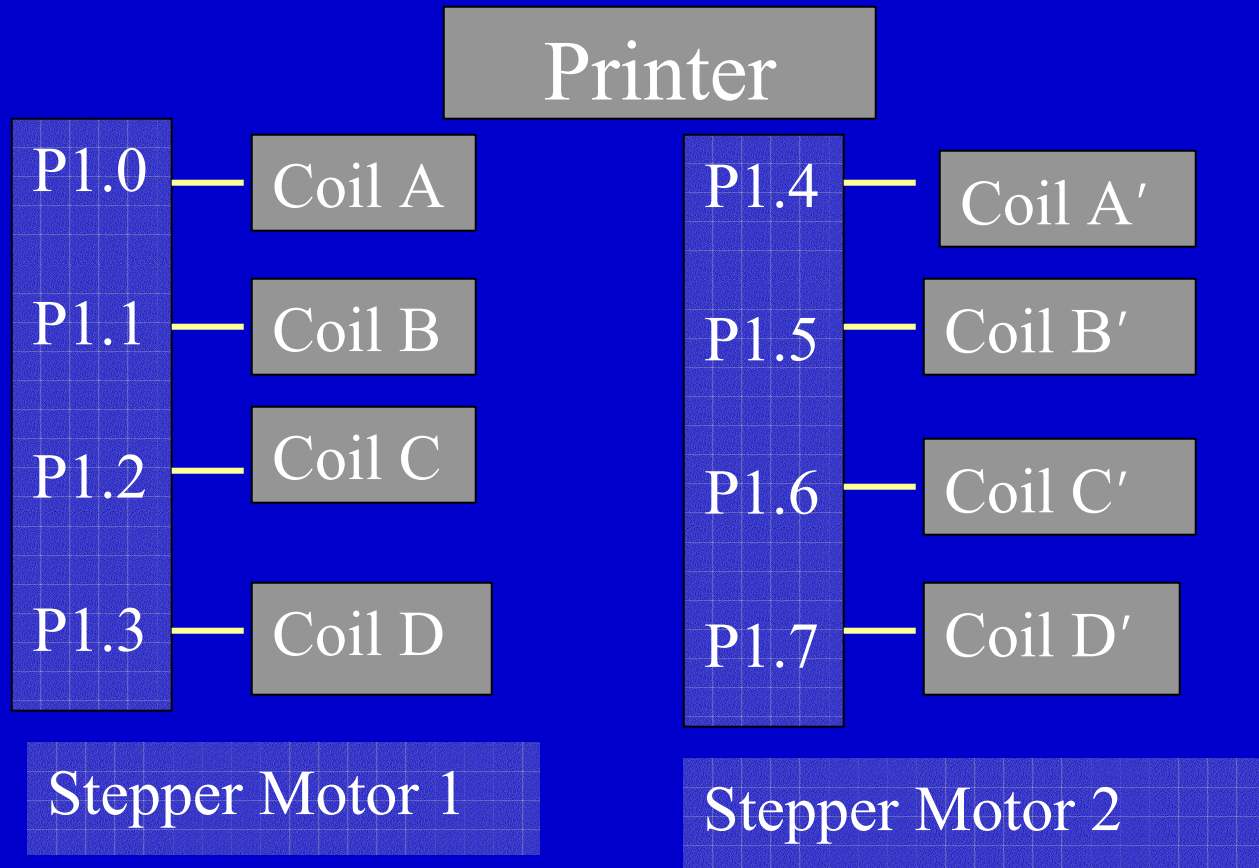 Printer
P1.0
Coil A
P1.1
Coil B
P1.2
Coil C
P1.3
Coil D
Stepper Motor 1
P1.4
Coil A′
P1.5
Coil B′
P1.6
Coil C′
P1.7
Coil D′
Stepper Motor 2